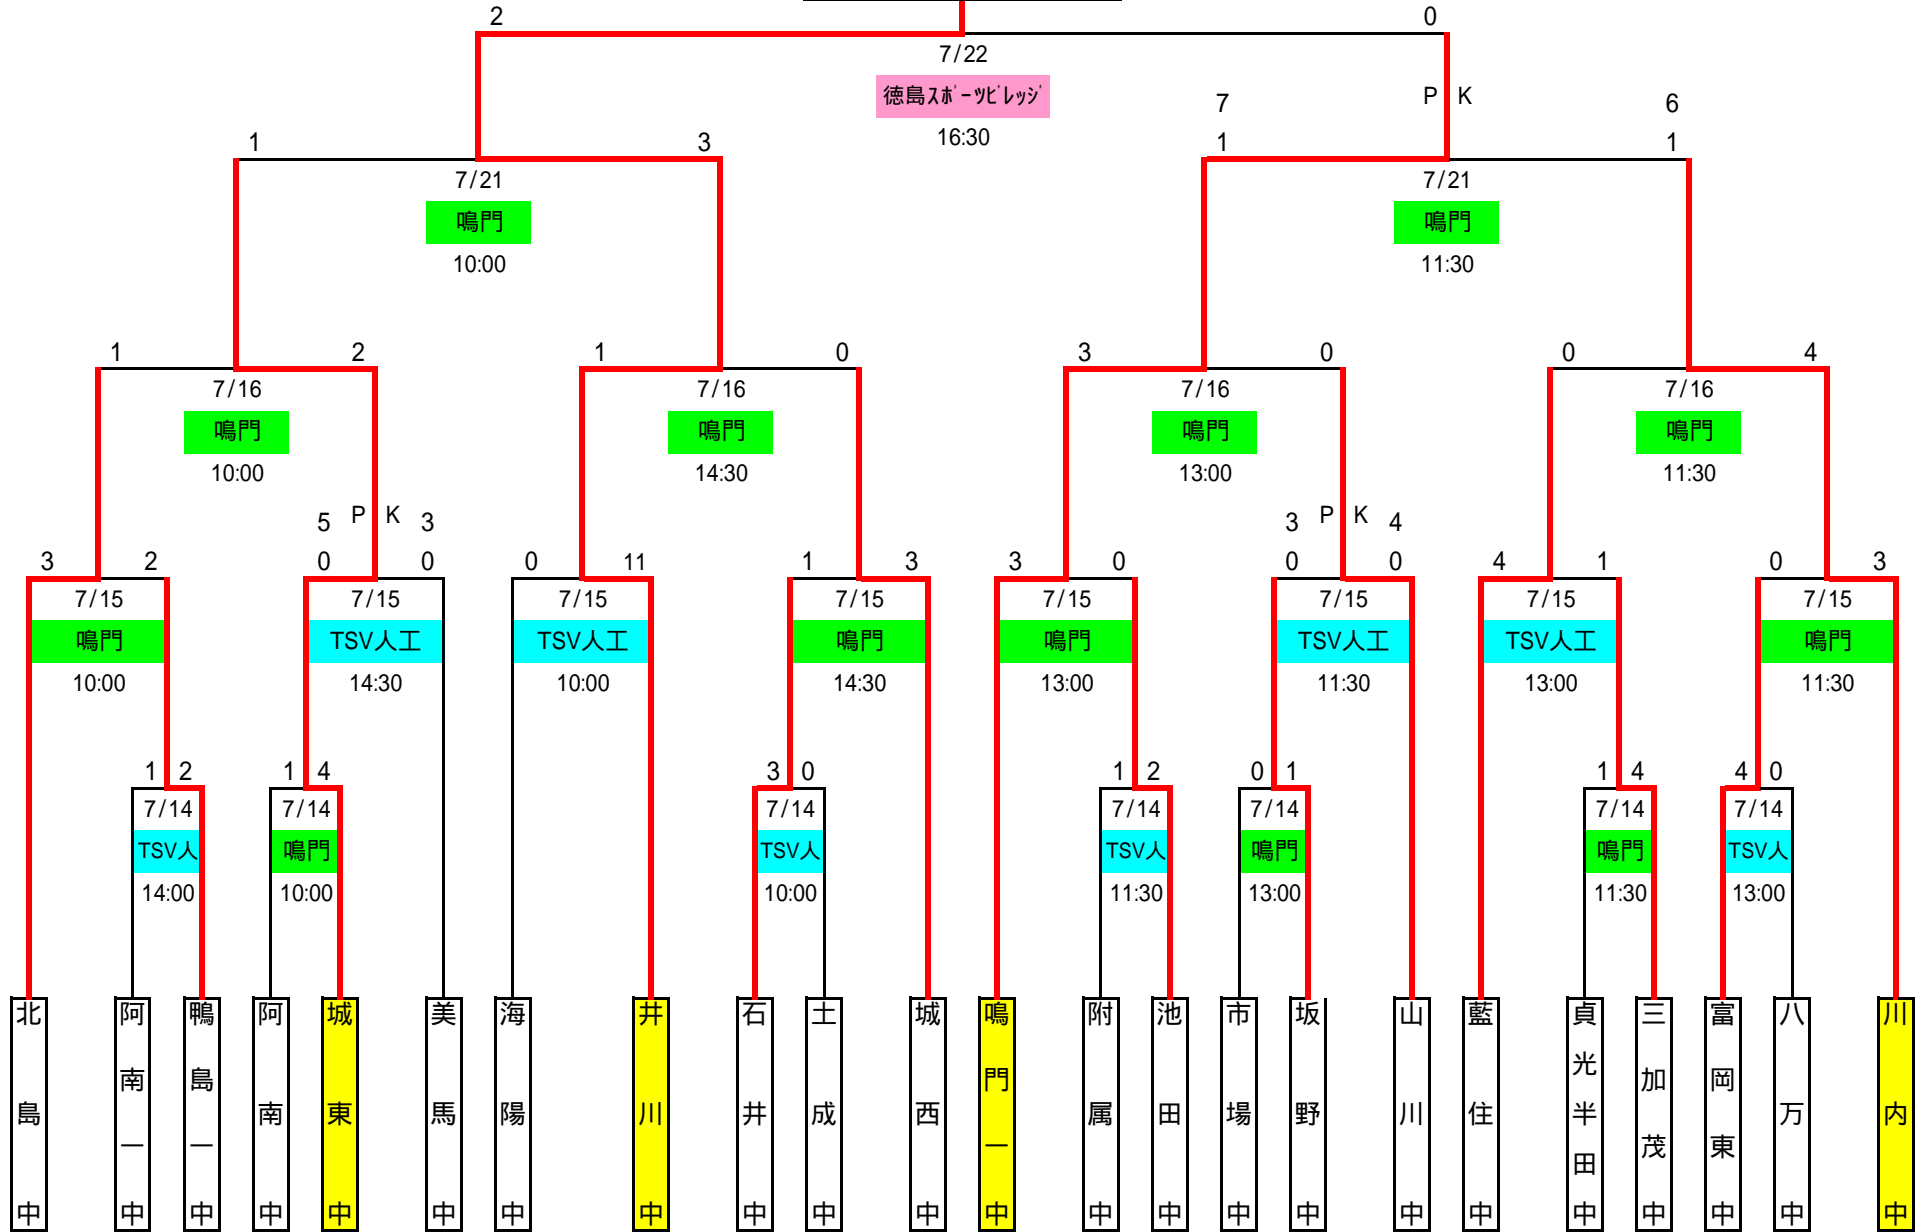 2 0
7/22
徳島ｽﾎﾟｰﾂﾋﾞﾚｯｼﾞ
16:30
7 P K 6
1 3 1 1
7/21 7/21
鳴門 鳴門
10:00 11:30
1 2 1 0 3 0 0 4
7/16 7/16 7/16 7/16
鳴門 鳴門 鳴門 鳴門
10:00 14:30 13:00 11:30
5 P K 3 3 P K 4
3 2 0 0 0 11 1 3 3 0 0 0 4 1 0 3
7/15 7/15 7/15 7/15 7/15 7/15 7/15 7/15
鳴門 TSV人工 TSV人工 鳴門 鳴門 TSV人工 TSV人工 鳴門
10:00 14:30 10:00 14:30 13:00 11:30 13:00 11:30
1 2 1 4 3 0 1 2 0 1 1 4 4 0
7/14 7/14 7/14 7/14 7/14 7/14 7/14
TSV人 鳴門 TSV人 TSV人 鳴門 鳴門 TSV人
14:00 10:00 10:00 11:30 13:00 11:30 13:00
北島中
阿南一中
鴨島一中
阿南中
城東中
美馬中
海陽中
井川中
石井中
土成中
城西中
鳴門一中
附属中
池田中
市場中
坂野中
山川中
藍住中
貞光半田中
三加茂中
富岡東中
八万中
川内中